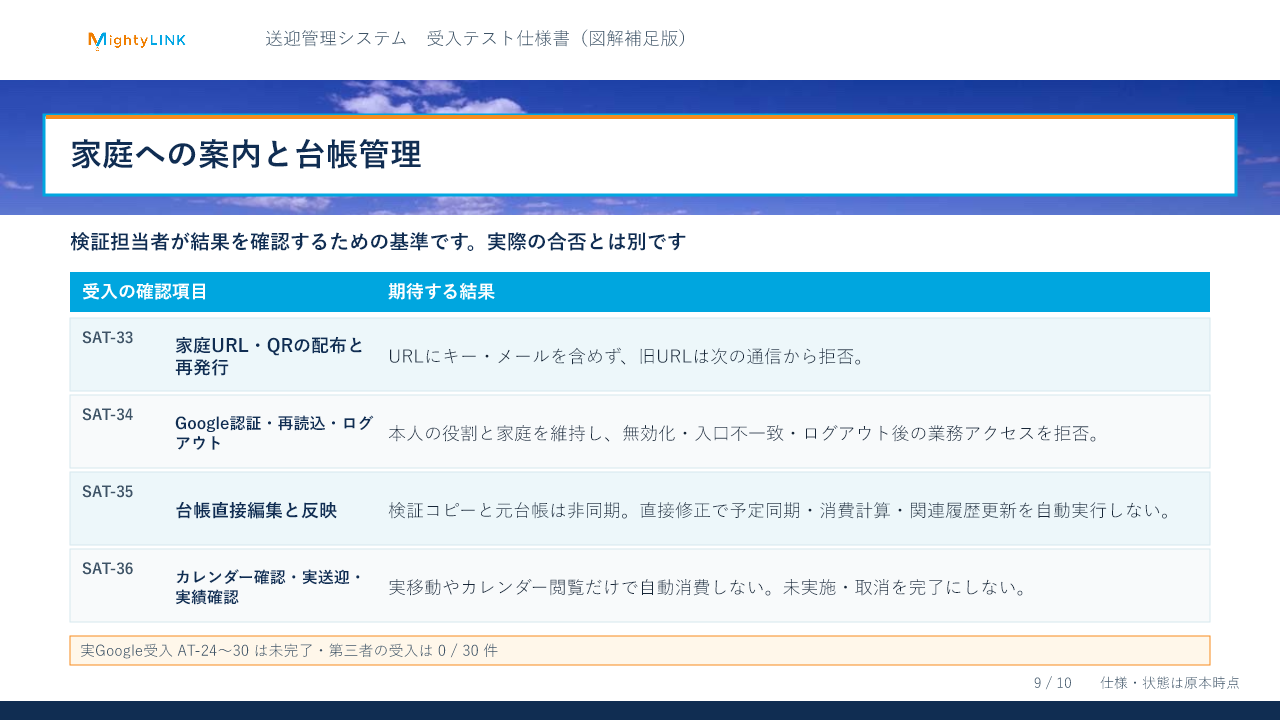 MightyLINK
送迎管理システム　受入テスト仕様書（図解補足版）
家庭への案内と台帳管理
検証担当者が結果を確認するための基準です。実際の合否とは別です
受入の確認項目 期待する結果
SAT-33
家庭URL・QRの配布と
再発行
URLにキー・メールを含めず、旧URLは次の通信から拒否。
SAT-34
Google認証・再読込・ログ
アウト
本人の役割と家庭を維持し、無効化・入口不一致・ログアウト後の業務アクセスを拒否。
SAT-35
台帳直接編集と反映
検証コピーと元台帳は非同期。直接修正で予定同期・消費計算・関連履歴更新を自動実行しない。
SAT-36
カレンダー確認・実送迎・
実績確認
実移動やカレンダー閲覧だけで自動消費しない。未実施・取消を完了にしない。
実Google受入 AT-24～30 は未完了・第三者の受入は 0 / 30 件
9 / 10 仕様・状態は原本時点